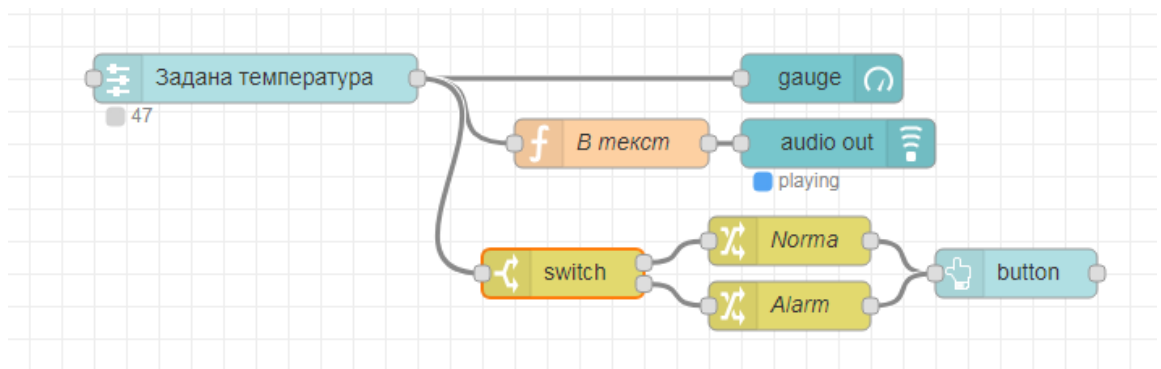 Задана температура
gauge
47
В текст
audio out
playing
Norma
switch
button
Alarm